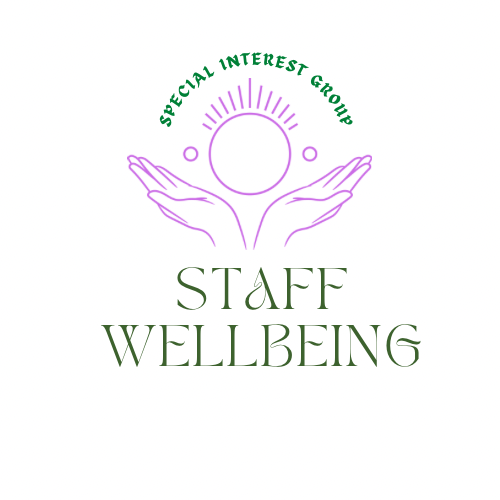 SPECIAL INTEREST GROUP
STAFF
WELLBEING